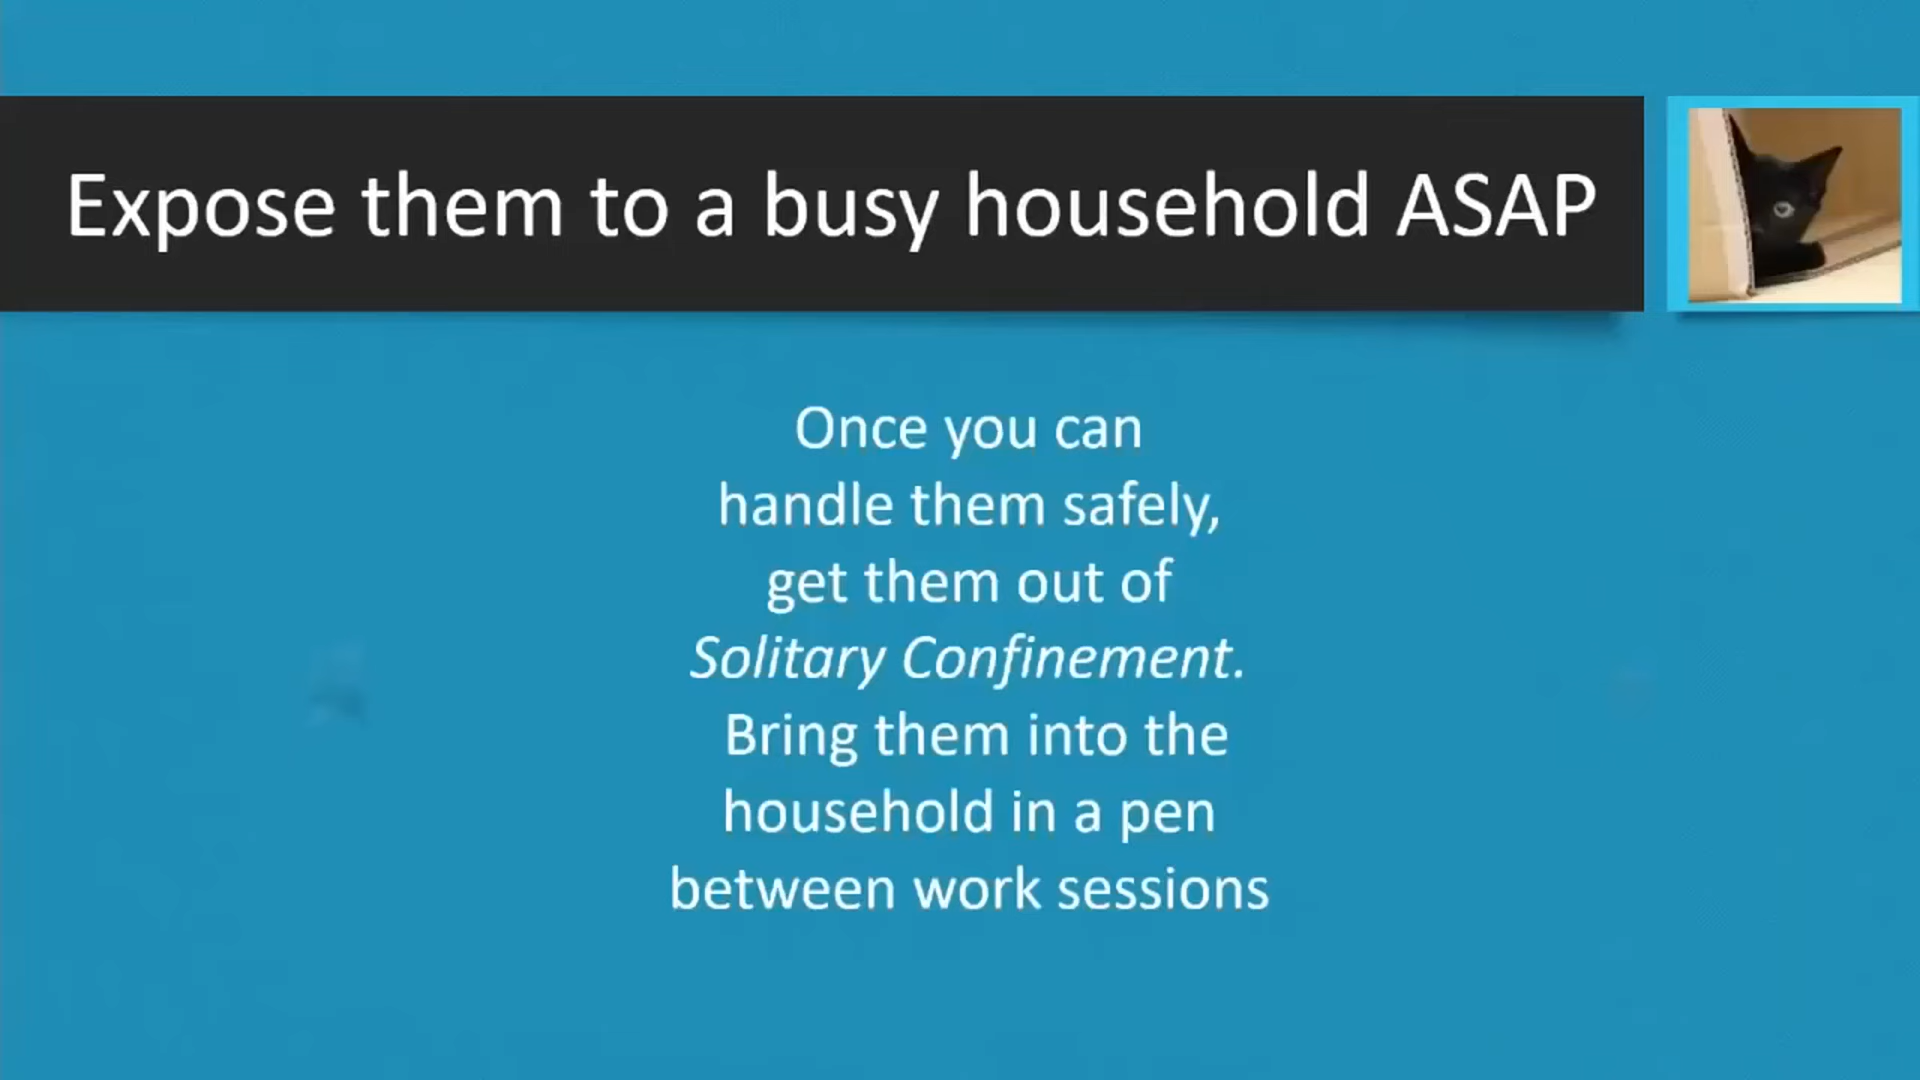 Expose them to a busy household ASAP
Once you can
handle them safely,
get them out of
Solitary Confinement.
Bring them into the
household in a pen
between work sessions